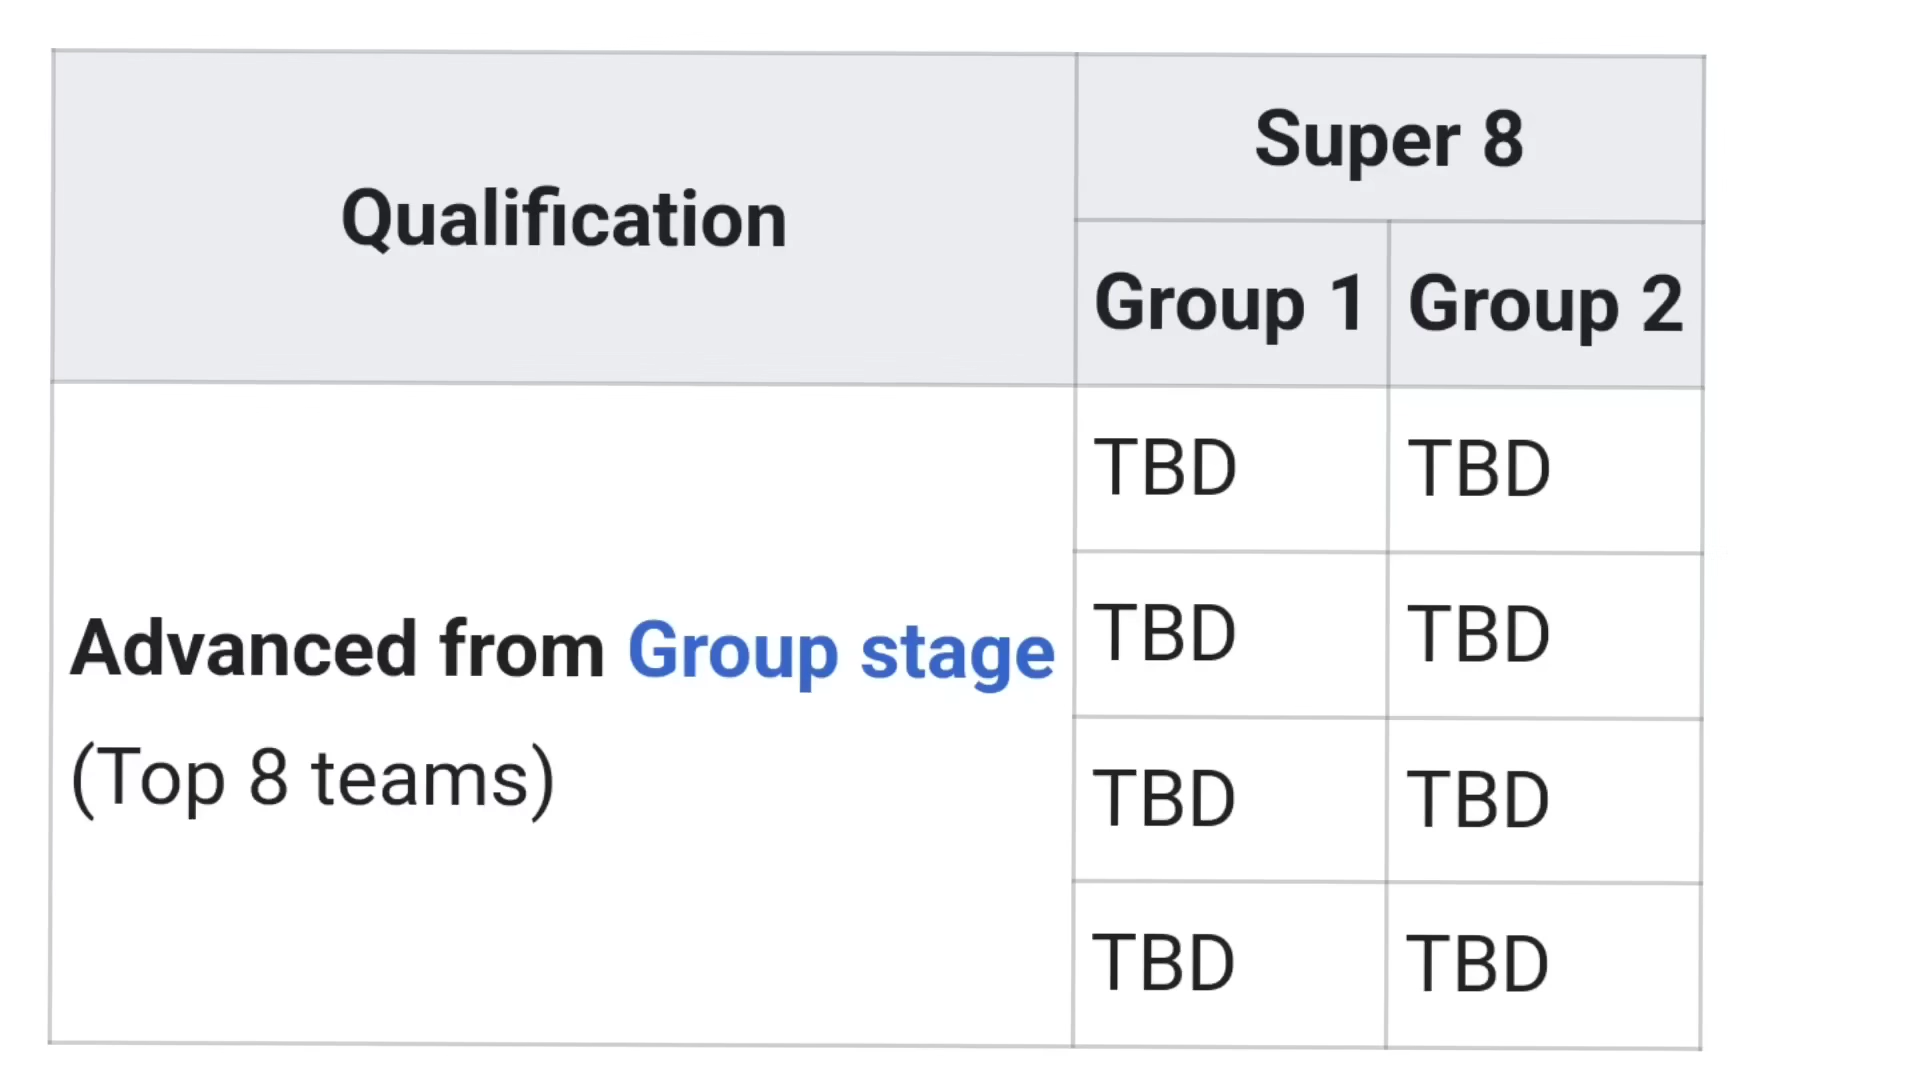 Qualification
Super 8
Group 1 Group 2
Advanced from Group stage
(Top 8 teams)
TBD TBD
TBD TBD
TBD TBD
TBD TBD